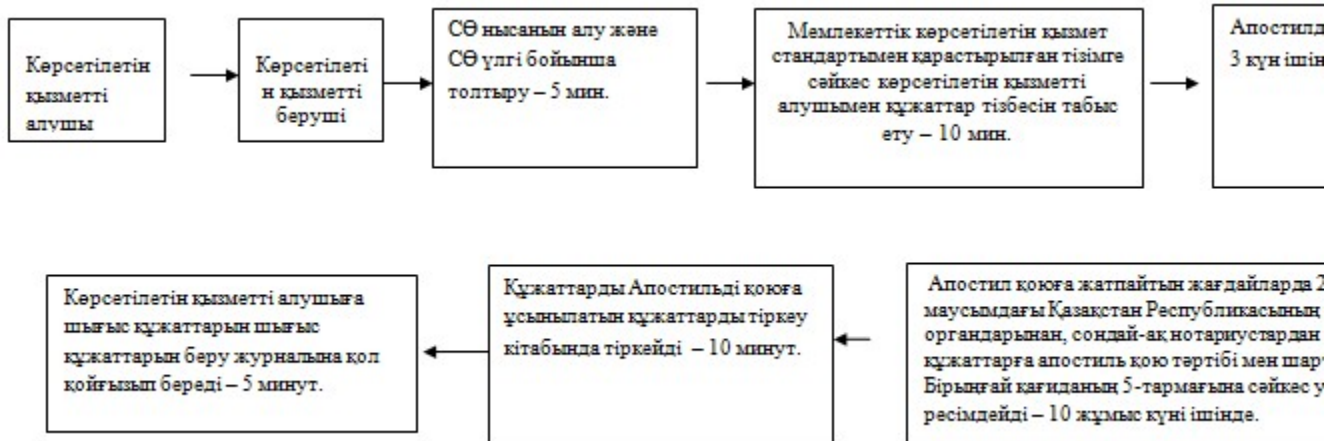 Көрсетілетін
қызметті
алушы
Көрсетілеті
н қызметті
беруші
СӨ нысанын алу және
СӨ үлгі бойынша
толтыру – 5 мин.
Мемлекеттік көрсетілетін қызмет
стандартымен қарастырылған тізімге
сәйкес көрсетілетін қызметті
алушымен құжаттар тізбесін табыс
ету – 10 мин.
Апостилд
3 күн ішін
Көрсетілетін қызметті алушыға
шығыс құжаттарын шығыс
құжаттарын беру журналына қол
қойғызып береді – 5 минут.
Құжаттарды Апостильді қоюға
ұсынылатын құжаттарды тіркеу
кітабында тіркейді – 10 минут.
Апостил қоюға жатпайтын жағдайларда 2
маусымдағы Қазақстан Республикасының
органдарынан, сондай-ақ нотариустардан
құжаттарға апостиль қою тәртібі мен шарт
Бірыңғай қағиданың 5-тармағына сәйкес у
ресімдейді – 10 жұмыс күні ішінде.